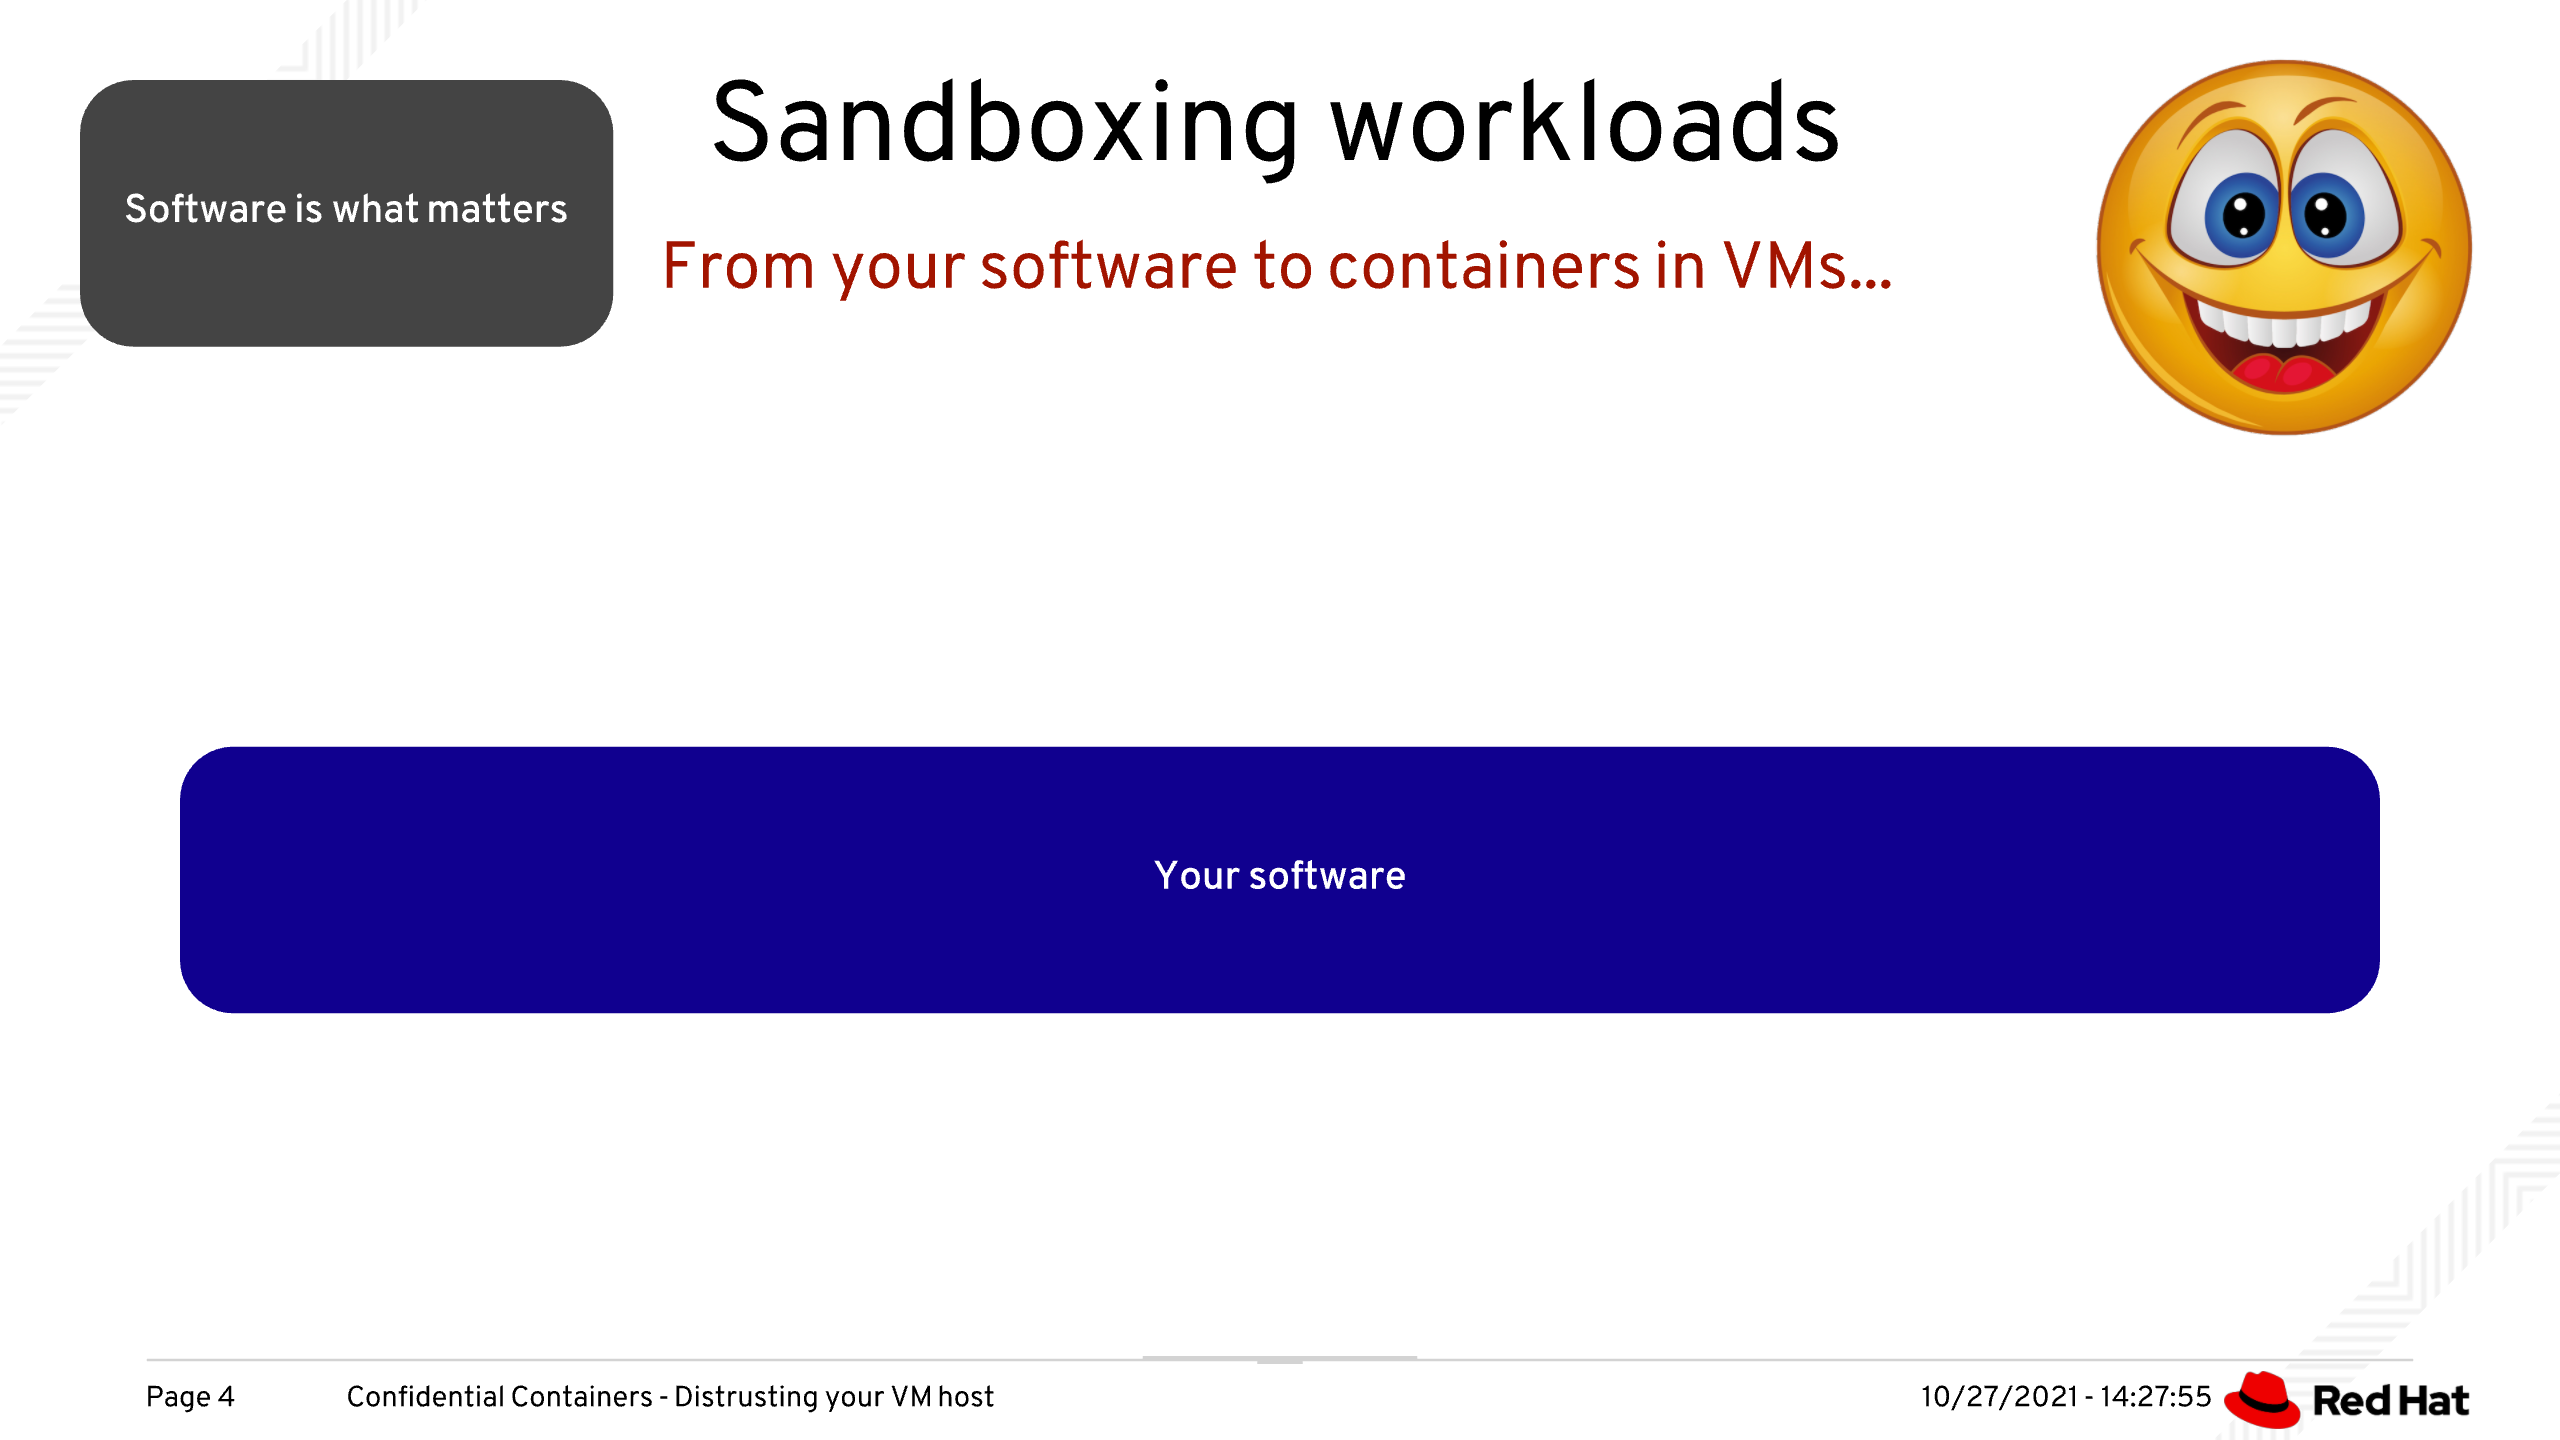 Sandboxing workloads
Software is what matters
From your software to containers in VMs...
Your software
Page 4
Confidential Containers - Distrusting your VM host
10/27/2021 - 14:27:55
Red Hat